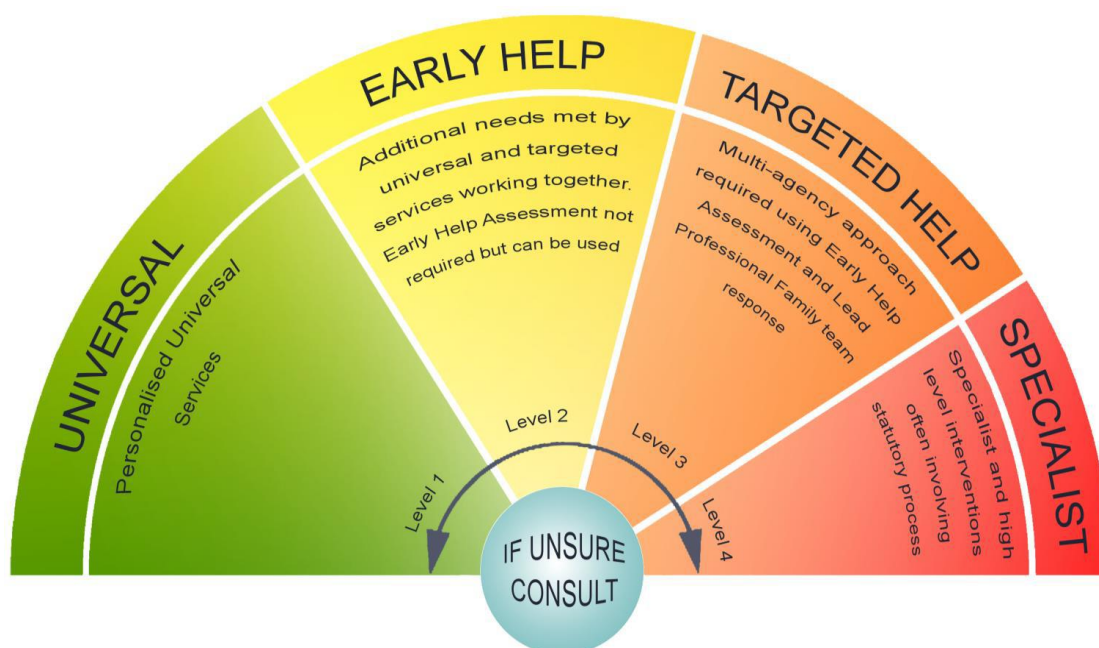 UNIVERSAL
Personalised Universal
Services
Level 1
EARLY HELP
Additional needs met by
universal and targeted
services working together.
Early Help Assessment not
required but can be used
Level 2
TARGETED HELP
Multi-agency approach
required using Early Help
Assessment and Lead
Professional Family team
response
Level 3
SPECIALIST
Specialist and high
level interventions
often involving
statutory process
Level 4
IF UNSURE
CONSULT